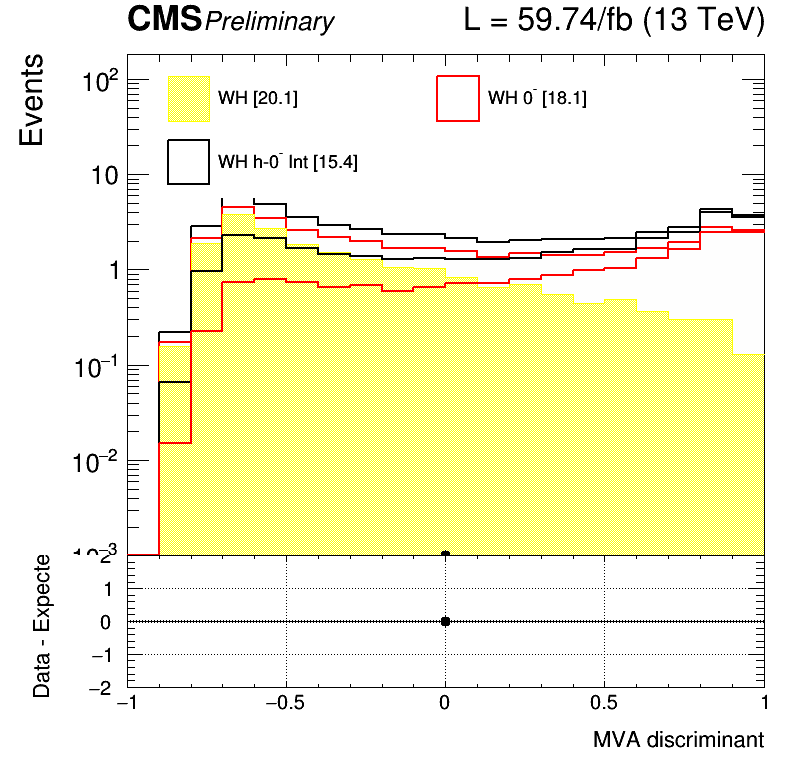 CMS Preliminary L = 59.74/fb (13 TeV)
Events
10²
WH [20.1]
WH 0⁻ [18.1]
WH h-0⁻ Int [15.4]
10
1
10⁻¹
10⁻²
10⁻³
Data - Expecte
2
1
0
−1
−2
−1 −0.5 0 0.5 1
MVA discriminant